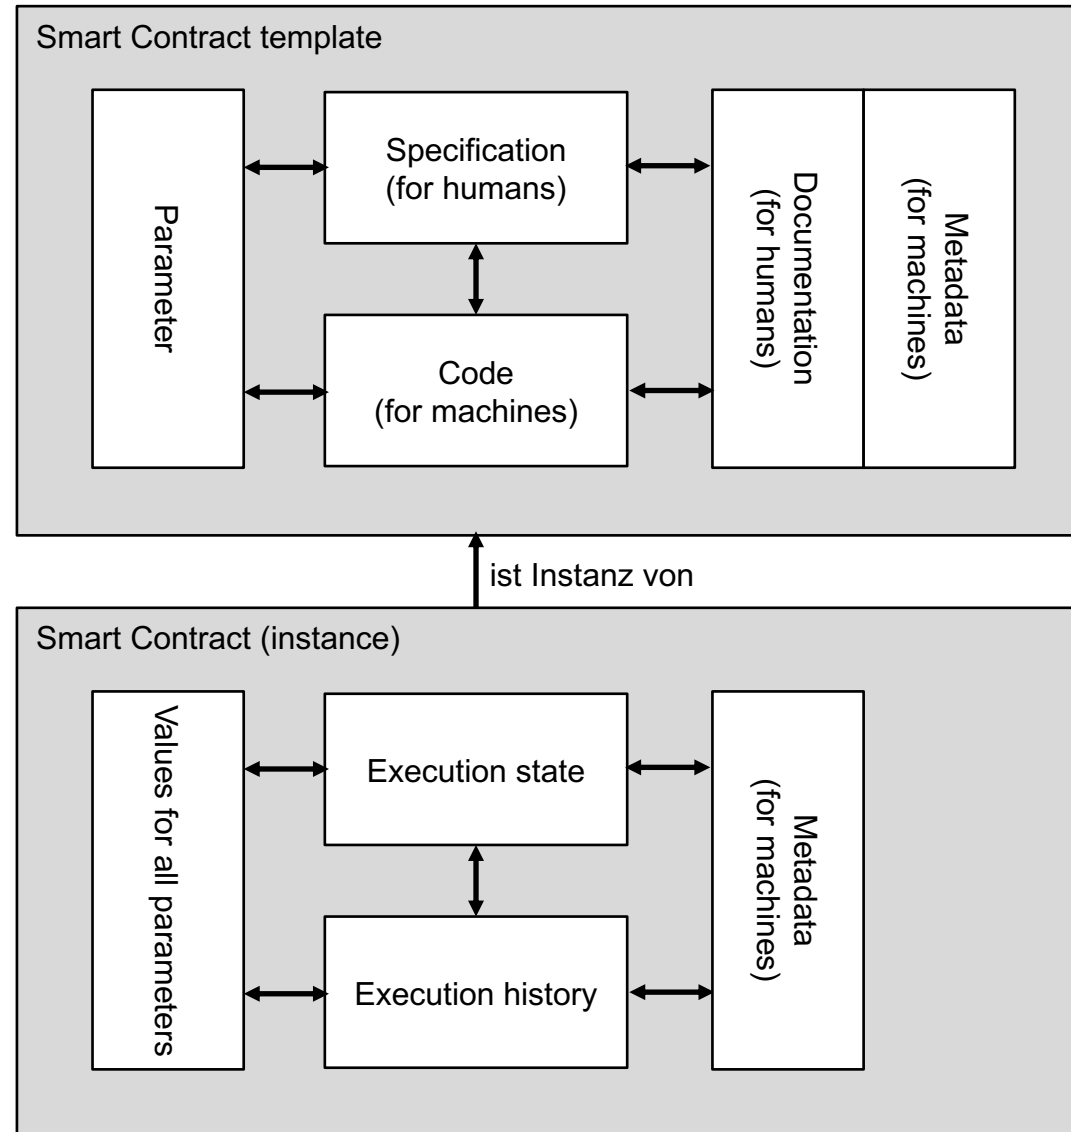 Smart Contract template
Parameter
Specification
(for humans)
Code
(for machines)
Documentation
(for humans)
Metadata
(for machines)
ist Instanz von
Smart Contract (instance)
Values for all parameters
Execution state
Execution history
Metadata
(for machines)